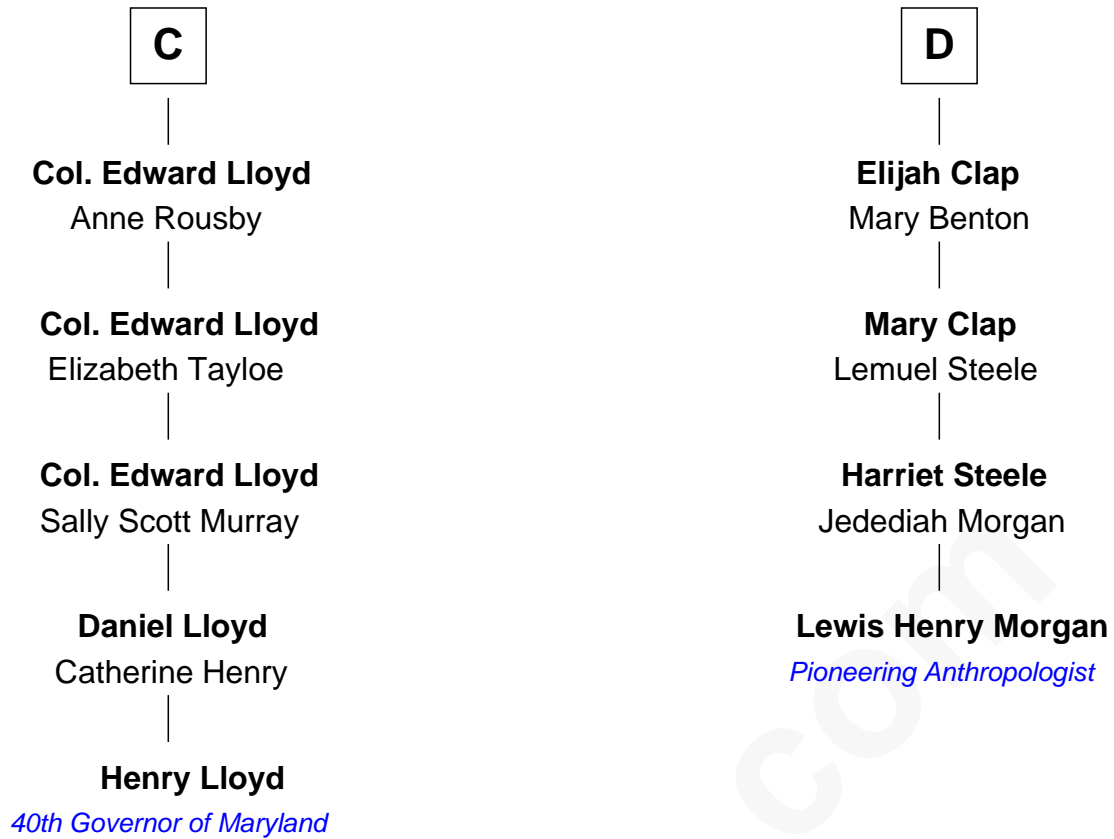 C
Col. Edward Lloyd
Anne Rousby
Col. Edward Lloyd
Elizabeth Tayloe
Col. Edward Lloyd
Sally Scott Murray
Daniel Lloyd
Catherine Henry
Henry Lloyd
40th Governor of Maryland
D
Elijah Clap
Mary Benton
Mary Clap
Lemuel Steele
Harriet Steele
Jedediah Morgan
Lewis Henry Morgan
Pioneering Anthropologist
com